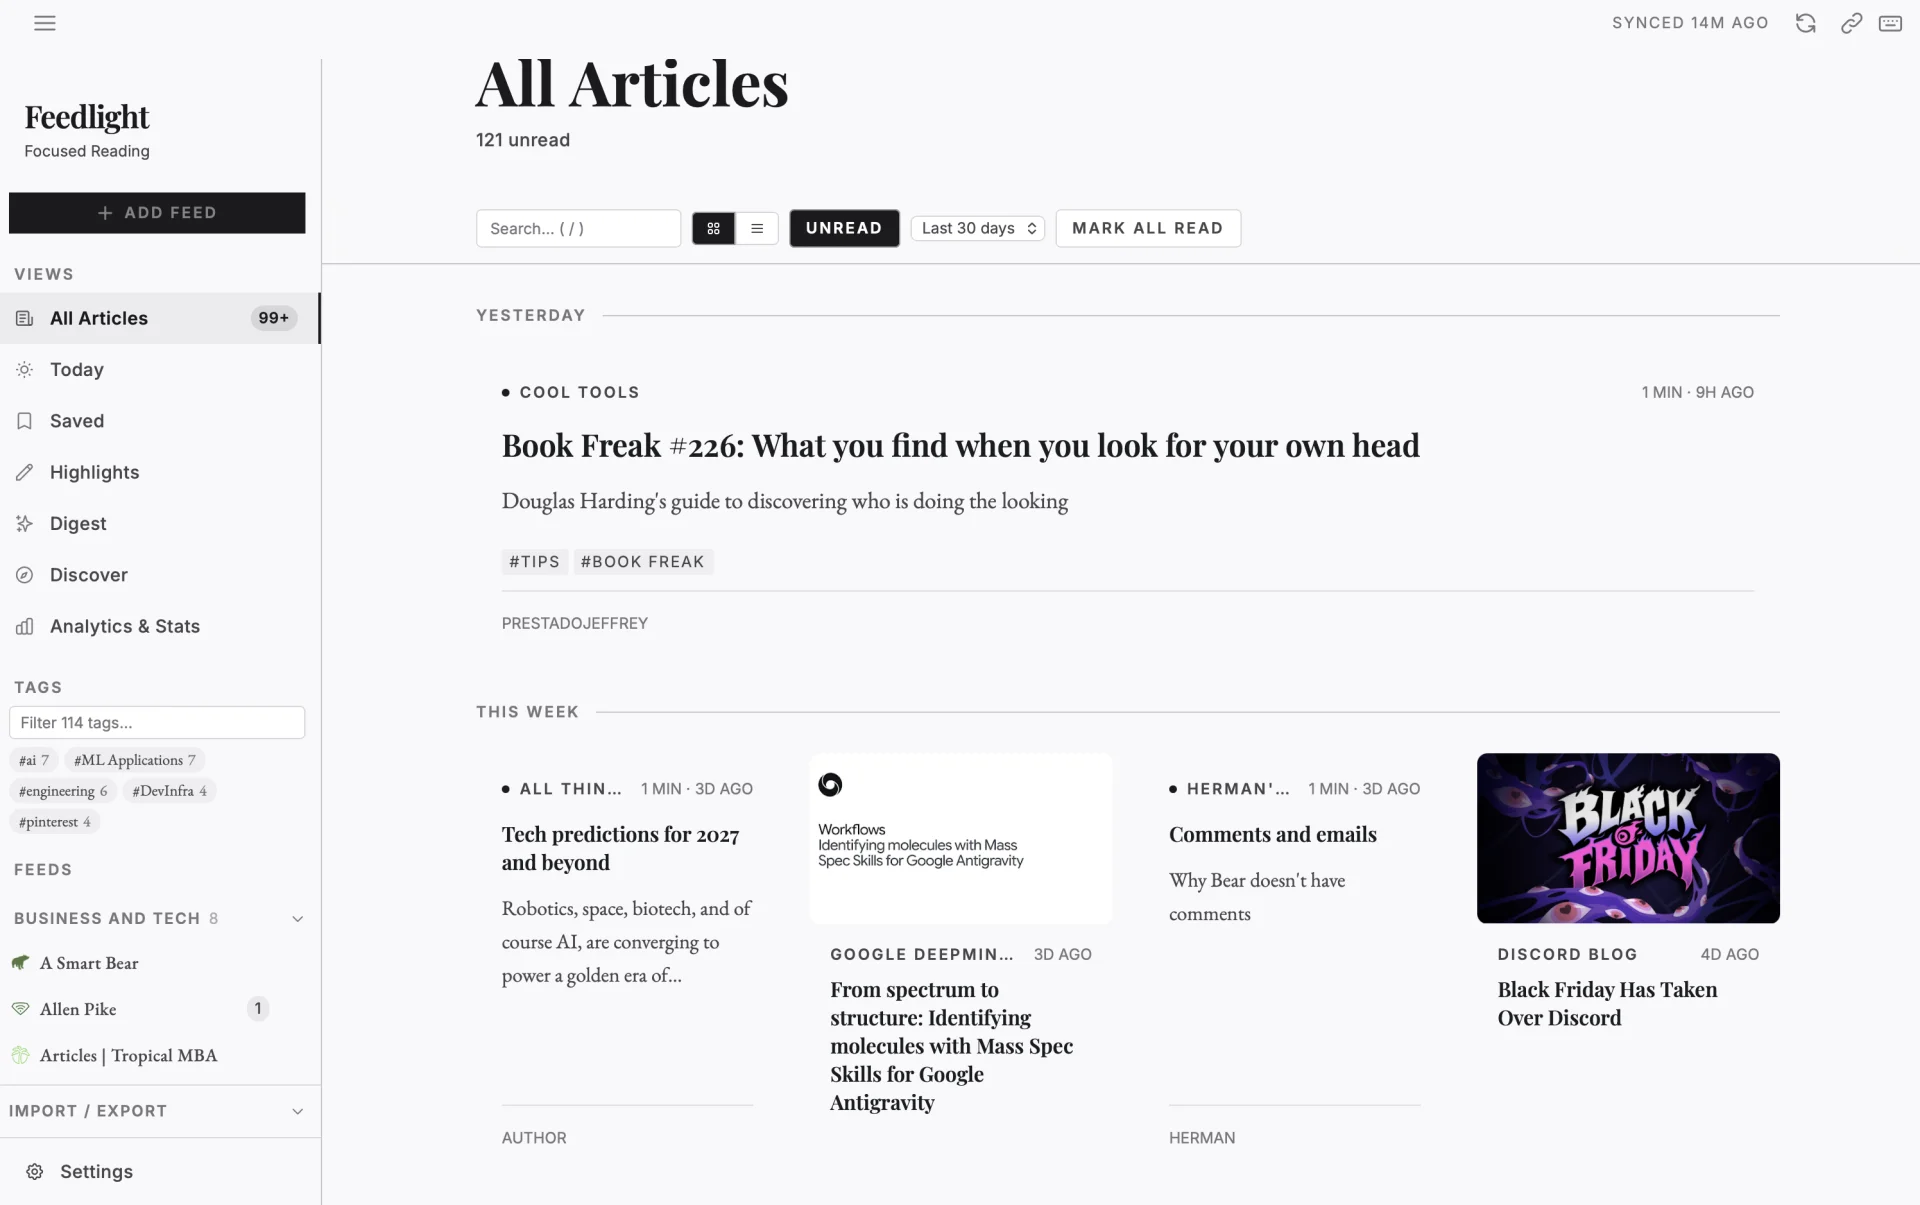 SYNCED 14M AGO
Feedlight
Focused Reading
ADD FEED
VIEWS
All Articles 99+
Today
Saved
Highlights
Digest
Discover
Analytics & Stats
TAGS
Filter 114 tags...
#ai 7 #ML Applications 7
#engineering 6 #DevInfra 4
#pinterest 4
FEEDS
BUSINESS AND TECH 8
A Smart Bear
Allen Pike 1
Articles | Tropical MBA
IMPORT / EXPORT
Settings
All Articles
121 unread
Search... ( / ) UNREAD Last 30 days MARK ALL READ
YESTERDAY
COOL TOOLS 1 MIN · 9H AGO
Book Freak #226: What you find when you look for your own head
Douglas Harding's guide to discovering who is doing the looking
#TIPS #BOOK FREAK
PRESTADOJEFFREY
THIS WEEK
ALL THIN... 1 MIN · 3D AGO
Tech predictions for 2027
and beyond
Robotics, space, biotech, and of
course AI, are converging to
power a golden era of...
AUTHOR
Workflows
Identifying molecules with Mass
Spec Skills for Google Antigravity
GOOGLE DEEPMIN... 3D AGO
From spectrum to
structure: Identifying
molecules with Mass Spec
Skills for Google
Antigravity
HERMAN'... 1 MIN · 3D AGO
Comments and emails
Why Bear doesn't have
comments
HERMAN
BLACK
FRIDAY
DISCORD BLOG 4D AGO
Black Friday Has Taken
Over Discord